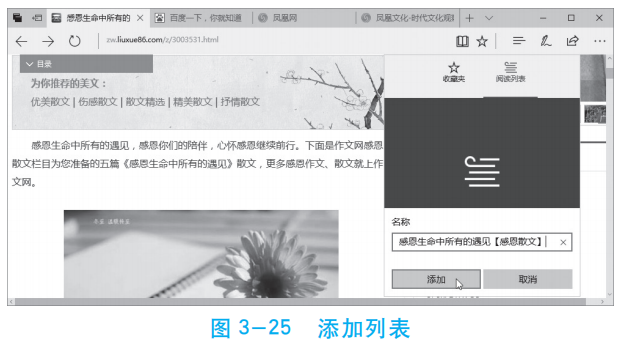 感恩生命中所有的
百度一下，你就知道
凤凰网
凤凰文化-时代文化观
zw.liuxue86.com/z/3003531.html
目录
为你推荐的美文：
优美散文 | 伤感散文 | 散文精选 | 精美散文 | 抒情散文
感恩生命中所有的遇见，感恩你们的陪伴，心怀感恩继续前行。下面是作文网感恩
散文栏目为您准备的五篇《感恩生命中所有的遇见》散文，更多感恩作文、散文就上作
文网。
收藏夹
阅读列表
名称
感恩生命中所有的遇见【感恩散文】
添加
取消
图 3-25 添加列表